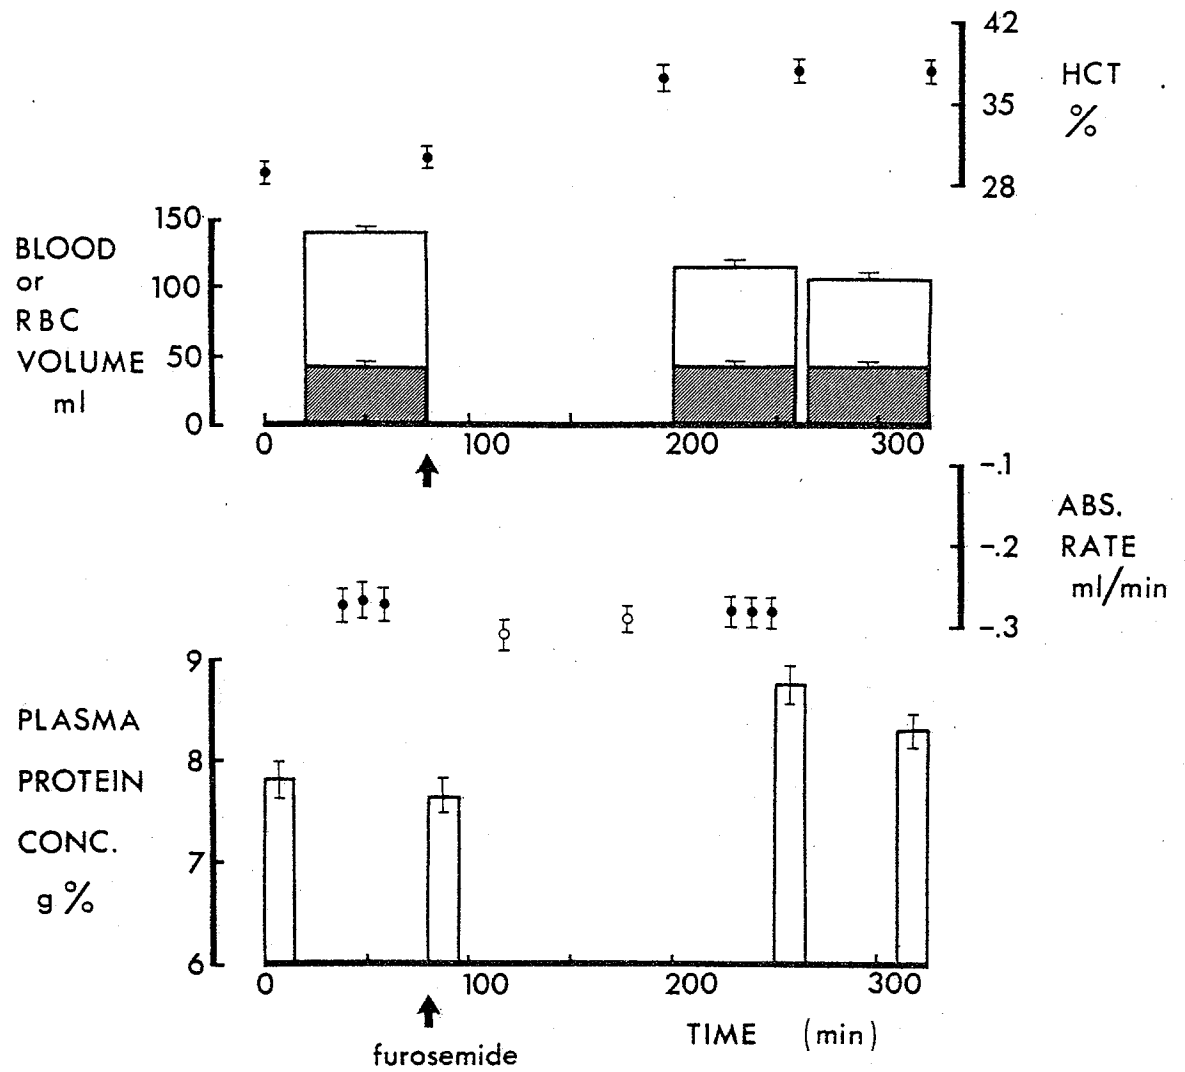 42
HCT
35
%
28
150
BLOOD
or
100
RBC
VOLUME
50
ml
0
0 100 200 300
-.1
ABS.
-.2
RATE
ml/min
-.3
9
PLASMA
8
PROTEIN
CONC.
7
g %
6
0 100 200 300
TIME (min)
furosemide